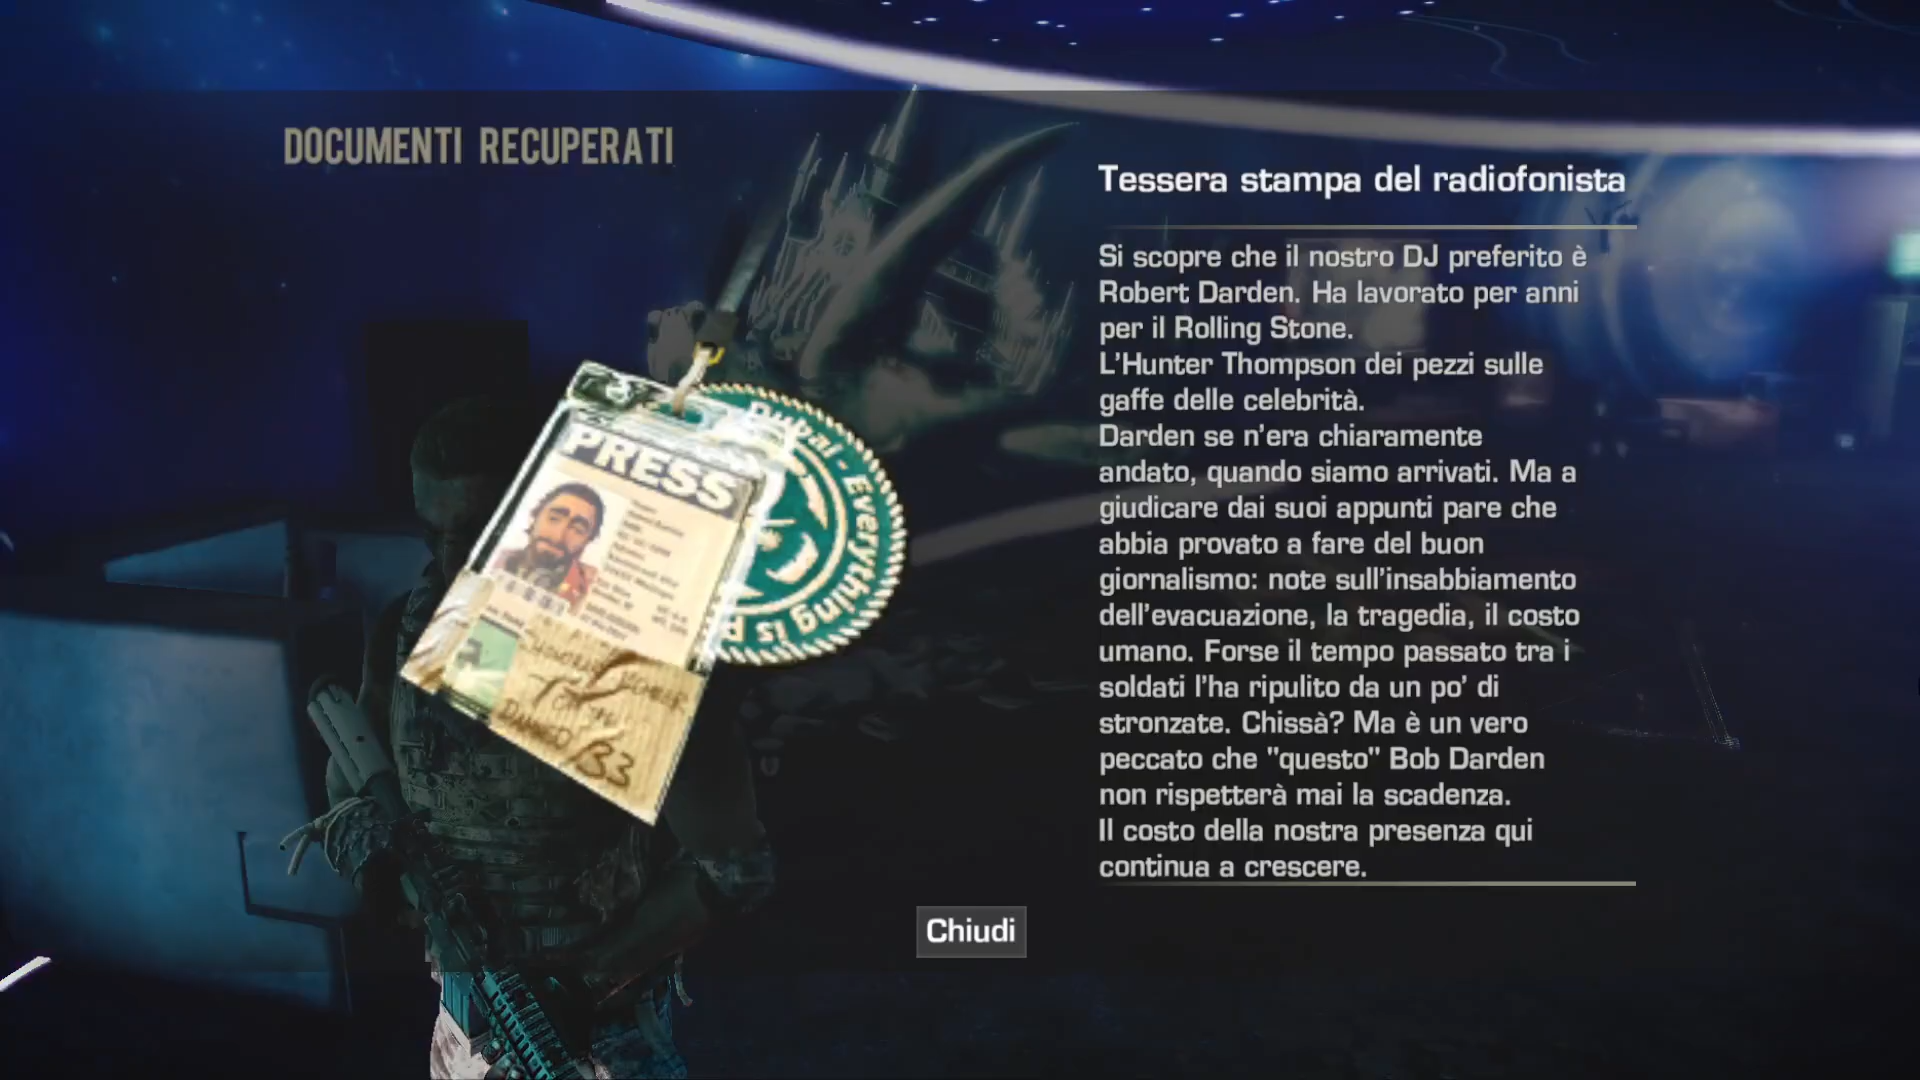 DOCUMENTI RECUPERATI
Tessera stampa del radiofonista
Si scopre che il nostro DJ preferito è
Robert Darden. Ha lavorato per anni
per il Rolling Stone.
L'Hunter Thompson dei pezzi sulle
gaffe delle celebrità.
Darden se n'era chiaramente
andato, quando siamo arrivati. Ma a
giudicare dai suoi appunti pare che
abbia provato a fare del buon
giornalismo: note sull'insabbiamento
dell'evacuazione, la tragedia, il costo
umano. Forse il tempo passato tra i
soldati l'ha ripulito da un po' di
stronzate. Chissà? Ma è un vero
peccato che "questo" Bob Darden
non rispetterà mai la scadenza.
Il costo della nostra presenza qui
continua a crescere.
PRESS
Dubai - Everything is
Chiudi